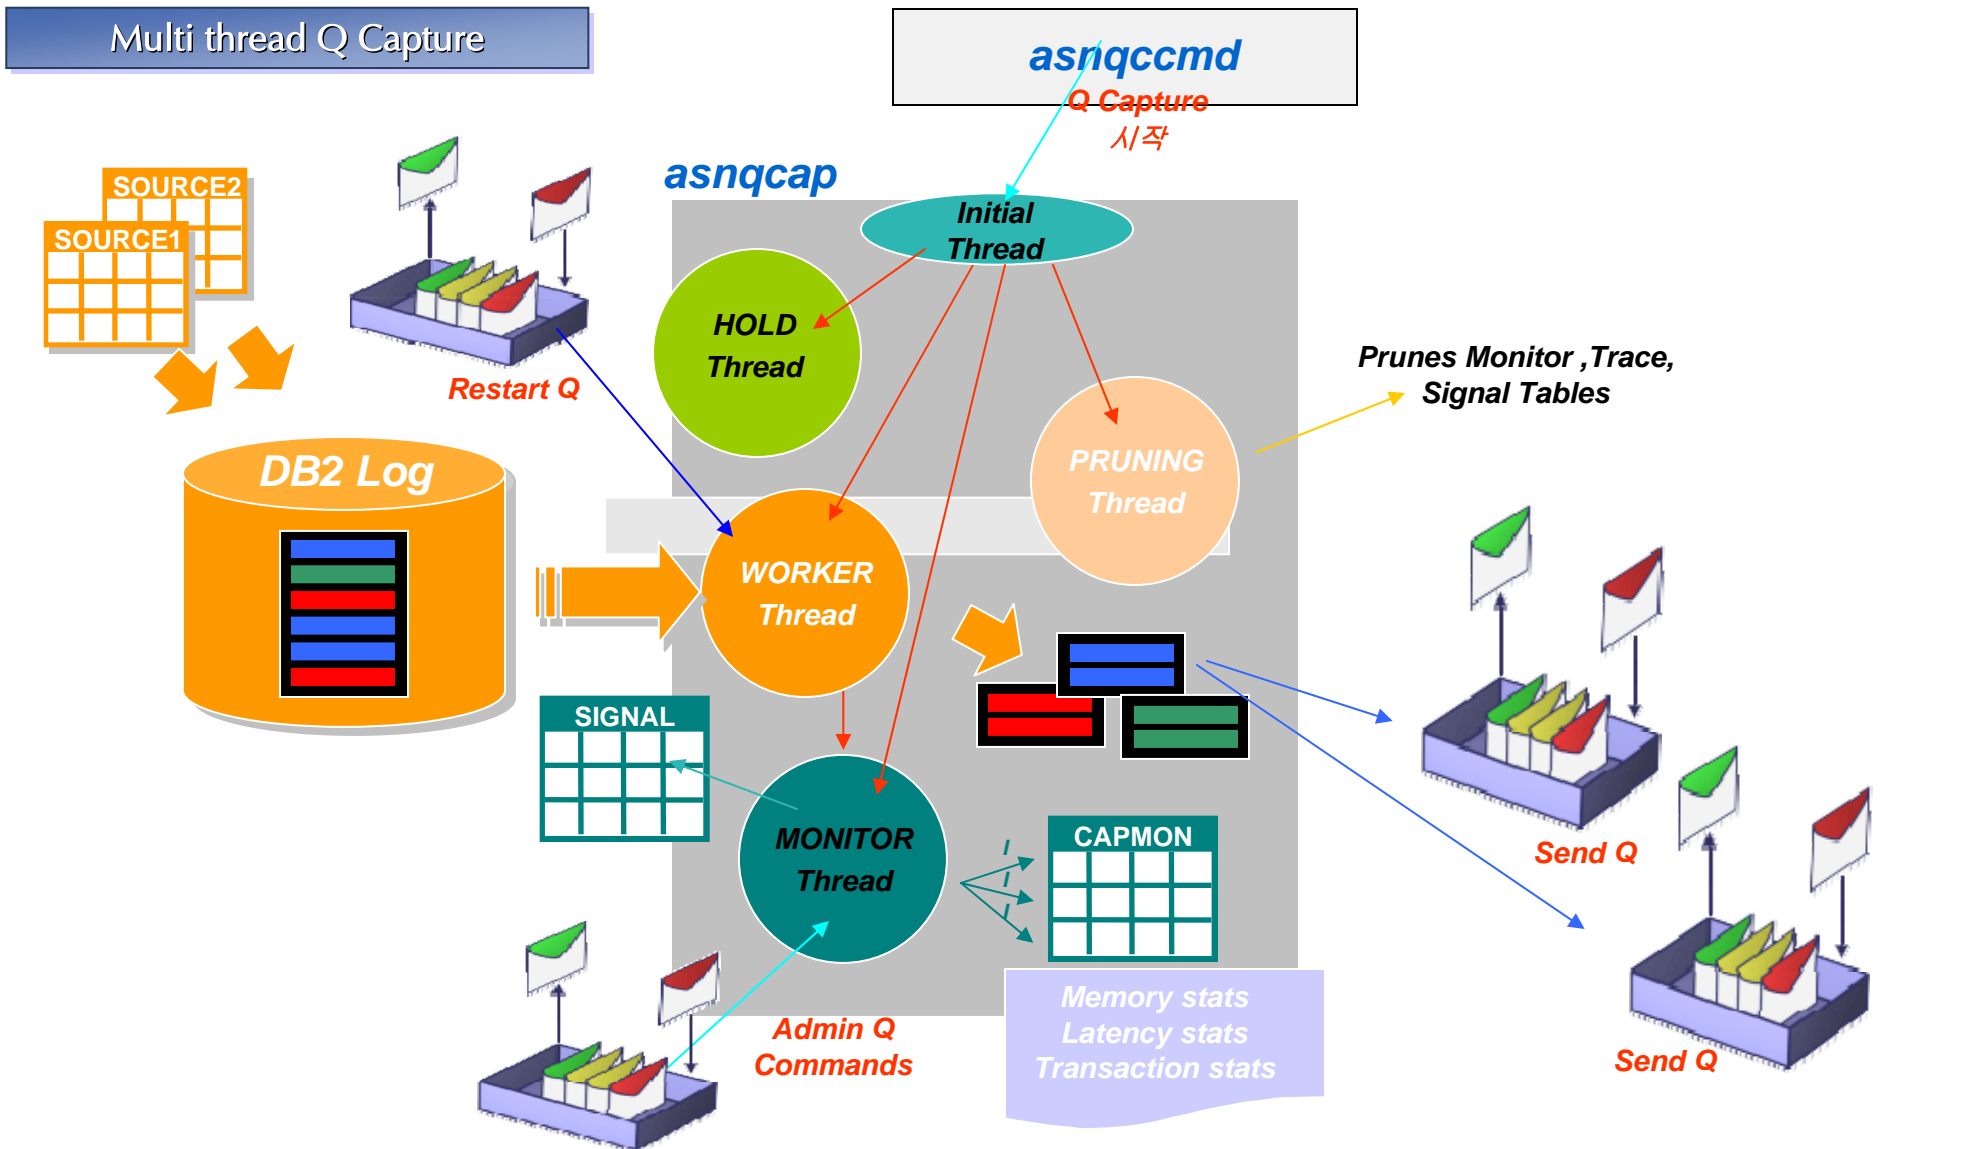 Multi thread Q Capture
asnqccmd
Q Capture
시작
asnqcap
SOURCE2
SOURCE1
Initial
Thread
HOLD
Thread
Restart Q
Prunes Monitor ,Trace,
Signal Tables
PRUNING
Thread
DB2 Log
WORKER
Thread
SIGNAL
MONITOR
Thread
I
I
I
CAPMON
Send Q
Memory stats
Latency stats
Transaction stats
Admin Q
Commands
Send Q